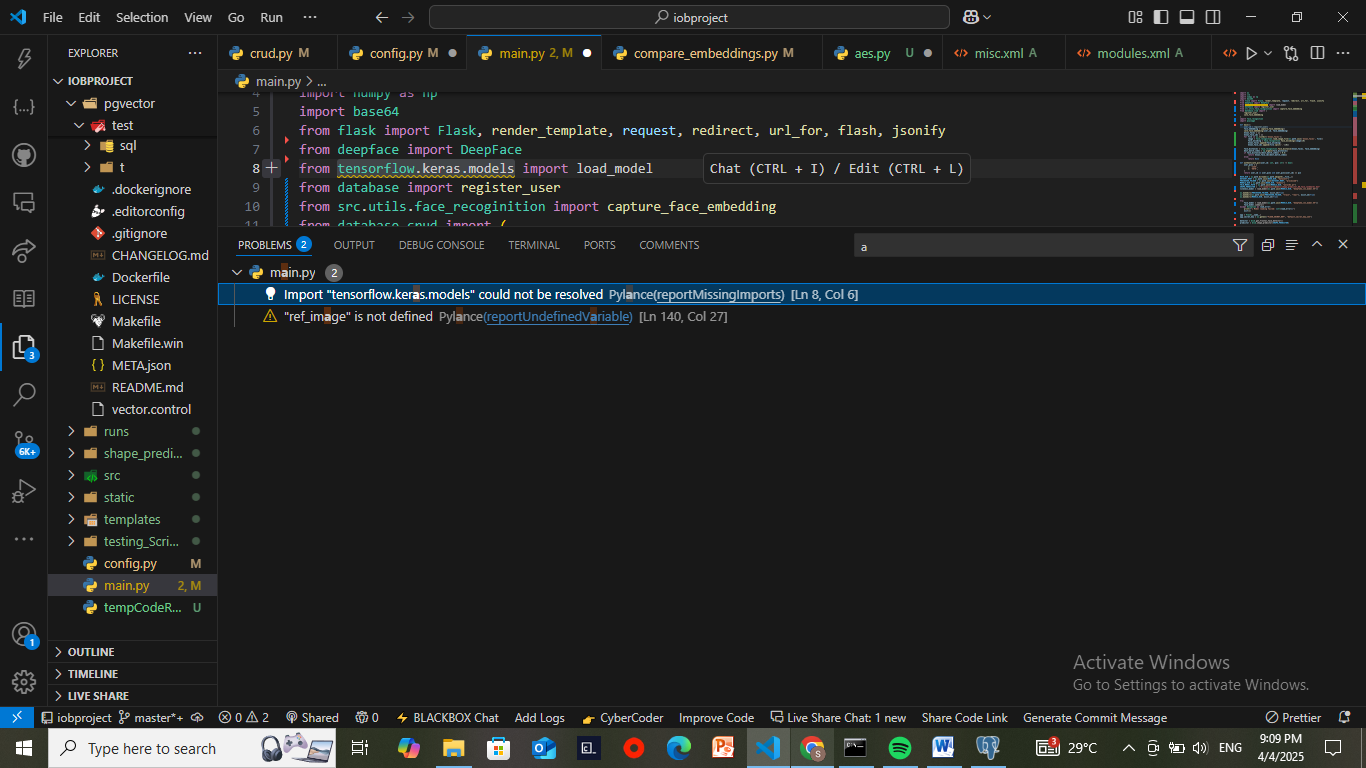 File Edit Selection View Go Run ··· iobproject
EXPLORER ···
IOBPROJECT
pgvector
test
sql
t
.dockerignore
.editorconfig
.gitignore
CHANGELOG.md
Dockerfile
LICENSE
Makefile
Makefile.win
META.json
README.md
vector.control
runs
shape_predi...
src
static
templates
testing_Scri...
config.py M
main.py 2, M
tempCodeR... U
OUTLINE
TIMELINE
LIVE SHARE
3
6K+
1
crud.py M config.py M main.py 2, M compare_embeddings.py M aes.py U misc.xml A modules.xml A
main.py > ...
4 import numpy as np
5 import base64
6 from flask import Flask, render_template, request, redirect, url_for, flash, jsonify
7 from deepface import DeepFace
8 from tensorflow.keras.models import load_model
Chat (CTRL + I) / Edit (CTRL + L)
9 from database import register_user
10 from src.utils.face_recoginition import capture_face_embedding
11 from database.crud import (
PROBLEMS 2 OUTPUT DEBUG CONSOLE TERMINAL PORTS COMMENTS a
main.py 2
Import "tensorflow.keras.models" could not be resolved Pylance(reportMissingImports) [Ln 8, Col 6]
"ref_image" is not defined Pylance(reportUndefinedVariable) [Ln 140, Col 27]
Activate Windows
Go to Settings to activate Windows.
iobproject master*+ 0 2 Shared 0 BLACKBOX Chat Add Logs CyberCoder Improve Code Live Share Chat: 1 new Share Code Link Generate Commit Message Prettier
Type here to search 3 29°C ENG
9:09 PM
4/4/2025